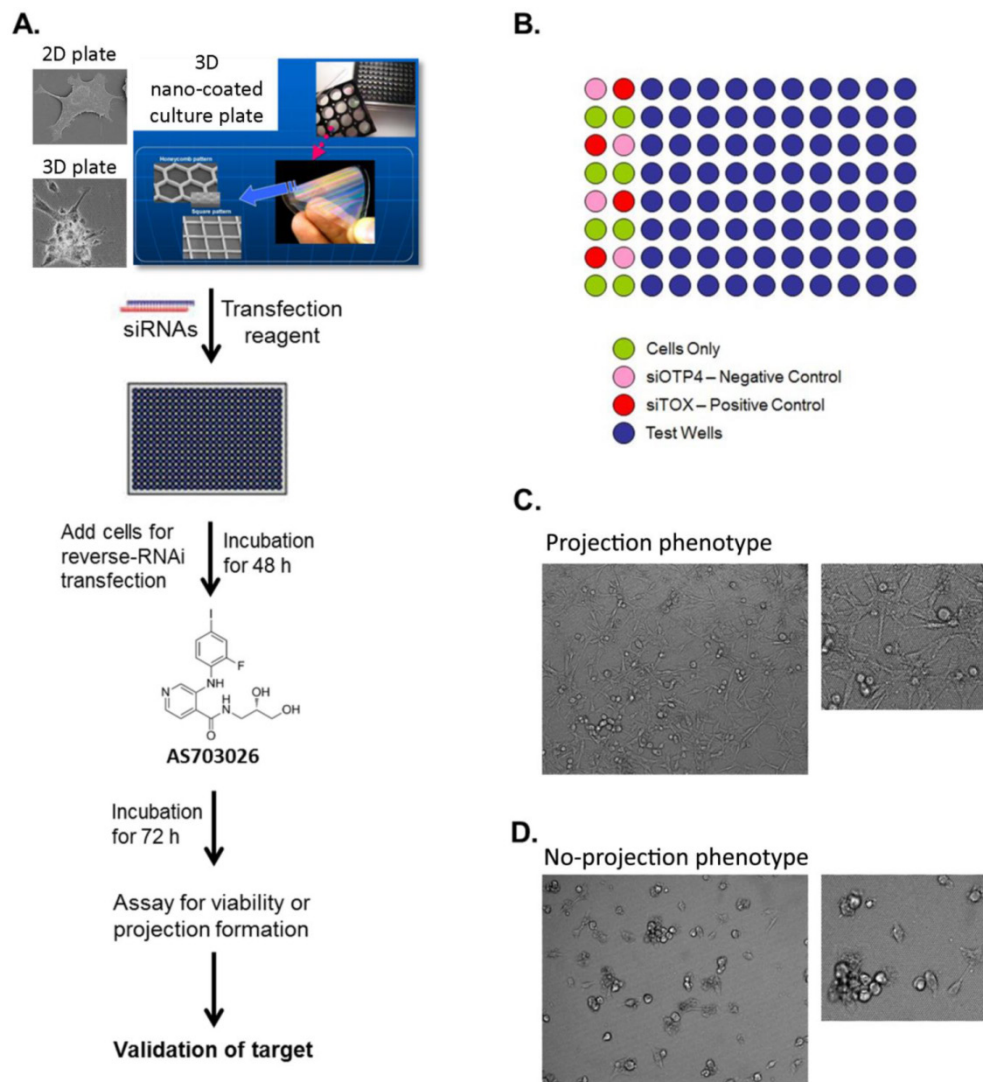 A.
2D plate
3D
nano-coated
culture plate
3D plate
Honeycomb pattern
Square pattern
siRNAs
Transfection
reagent
Add cells for
reverse-RNAi
transfection
Incubation
for 48 h
I
F
NH
N
H
N
OH
OH
O
AS703026
Incubation
for 72 h
Assay for viability or
projection formation
Validation of target
B.
Cells Only
siOTP4 – Negative Control
siTOX – Positive Control
Test Wells
C.
Projection phenotype
D.
No-projection phenotype